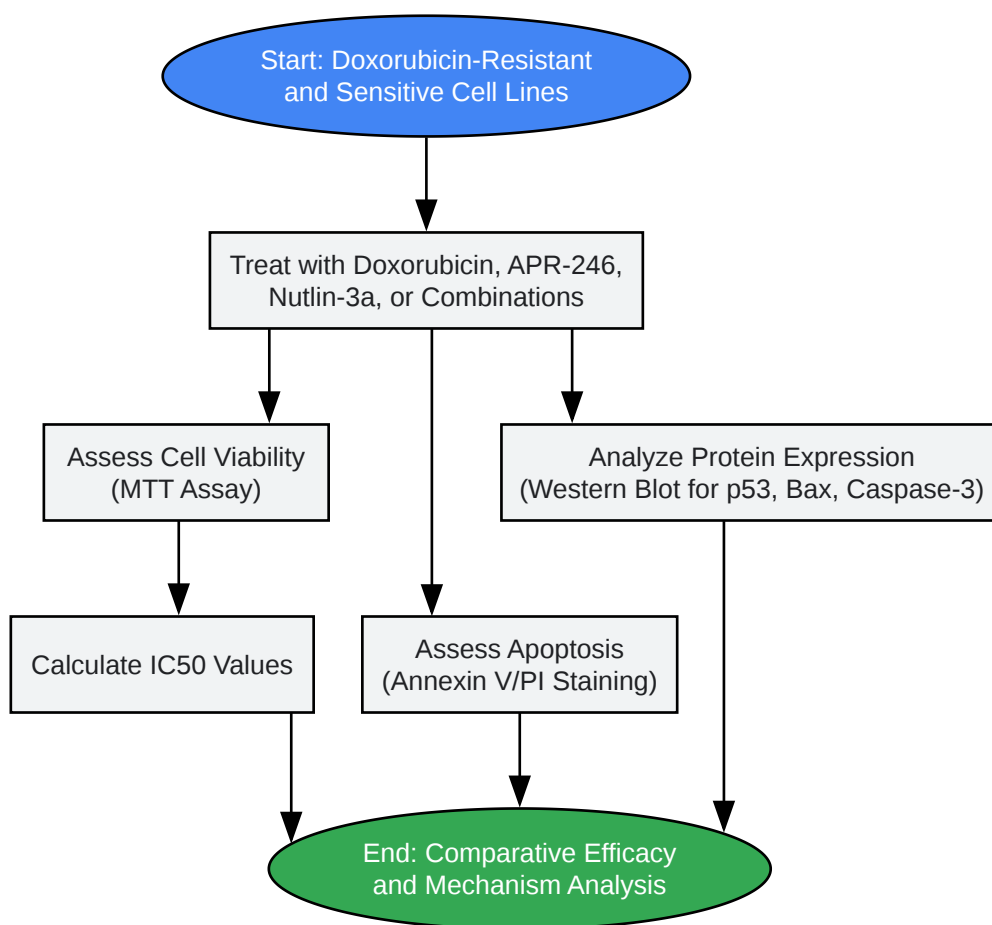 Start: Doxorubicin-Resistant
and Sensitive Cell Lines
Treat with Doxorubicin, APR-246,
Nutlin-3a, or Combinations
Assess Cell Viability
(MTT Assay)
Analyze Protein Expression
(Western Blot for p53, Bax, Caspase-3)
Calculate IC50 Values
Assess Apoptosis
(Annexin V/PI Staining)
End: Comparative Efficacy
and Mechanism Analysis